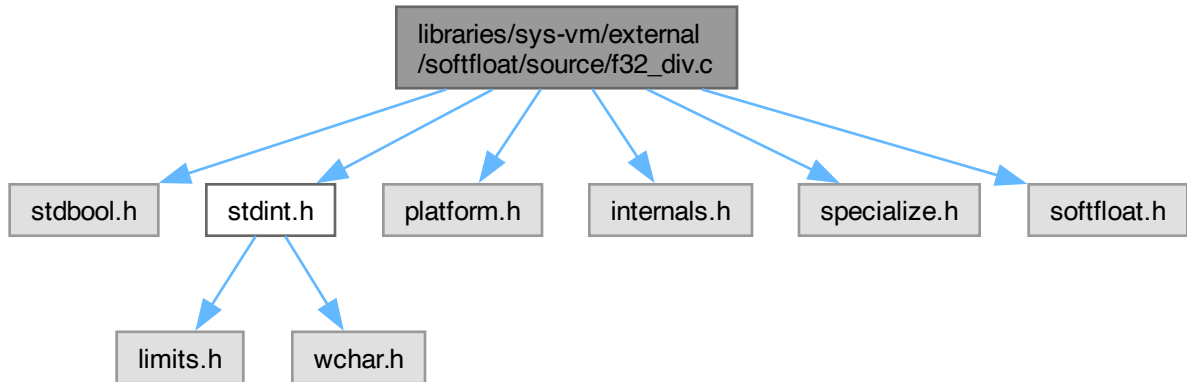 libraries/sys-vm/external
/softfloat/source/f32_div.c
stdbool.h
stdint.h
platform.h
internals.h
specialize.h
softfloat.h
limits.h
wchar.h